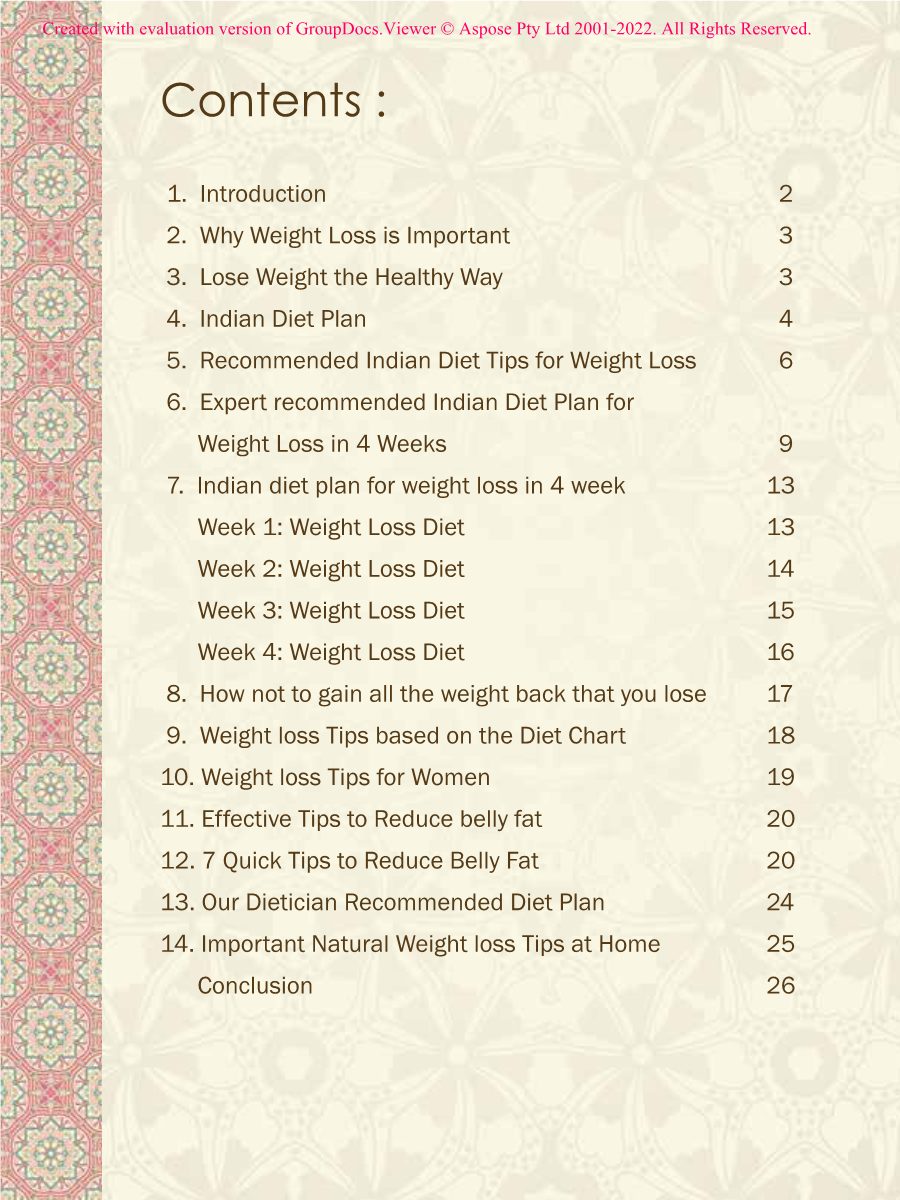 Created with evaluation version of GroupDocs.Viewer © Aspose Pty Ltd 2001-2022. All Rights Reserved.
Contents :
1. Introduction 2
2. Why Weight Loss is Important 3
3. Lose Weight the Healthy Way 3
4. Indian Diet Plan 4
5. Recommended Indian Diet Tips for Weight Loss 6
6. Expert recommended Indian Diet Plan for
Weight Loss in 4 Weeks 9
7. Indian diet plan for weight loss in 4 week 13
Week 1: Weight Loss Diet 13
Week 2: Weight Loss Diet 14
Week 3: Weight Loss Diet 15
Week 4: Weight Loss Diet 16
8. How not to gain all the weight back that you lose 17
9. Weight loss Tips based on the Diet Chart 18
10. Weight loss Tips for Women 19
11. Effective Tips to Reduce belly fat 20
12. 7 Quick Tips to Reduce Belly Fat 20
13. Our Dietician Recommended Diet Plan 24
14. Important Natural Weight loss Tips at Home 25
Conclusion 26